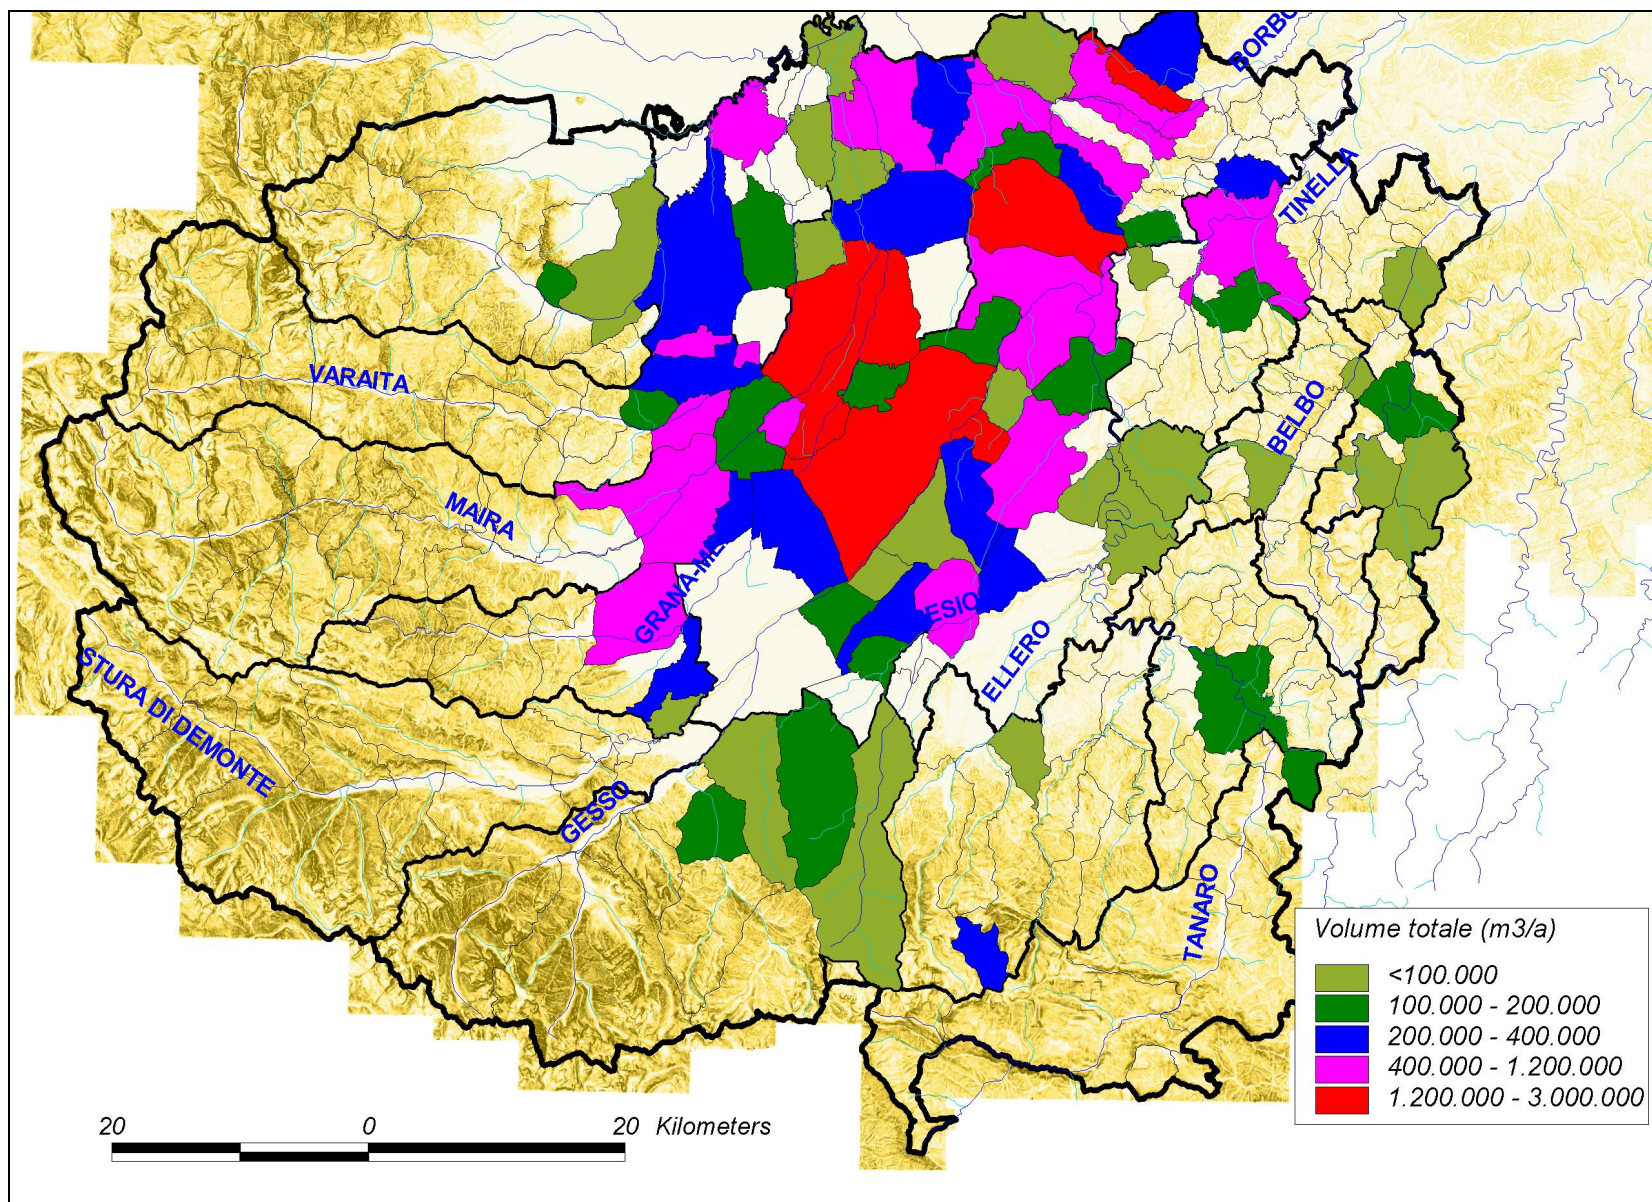 BORBO
TINELLA
VARAITA
BELBO
MAIRA
GRANA-ME
ESIO
ELLERO
STURA DI DEMONTE
GESSO
TANARO
Volume totale (m3/a)
<100.000
100.000 - 200.000
200.000 - 400.000
400.000 - 1.200.000
1.200.000 - 3.000.000
20 0 20 Kilometers